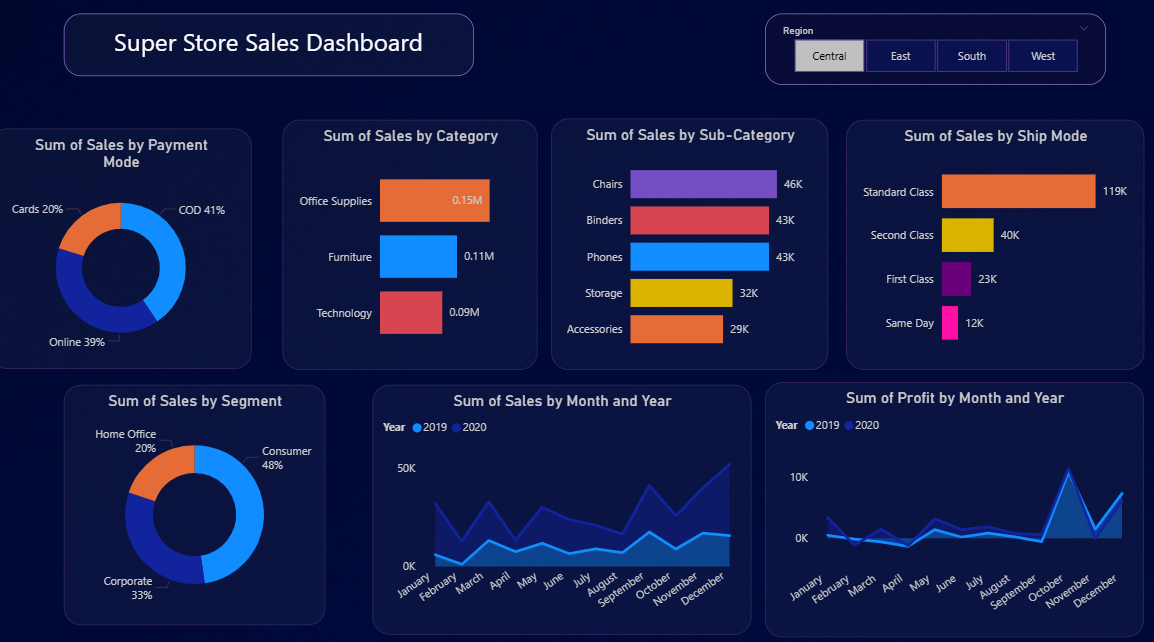 Super Store Sales Dashboard
Region
Central
East
South
West
Sum of Sales by Payment
Mode
Cards 20%
COD 41%
Online 39%
Sum of Sales by Category
Office Supplies
0.15M
Furniture
0.11M
Technology
0.09M
Sum of Sales by Sub-Category
Chairs
46K
Binders
43K
Phones
43K
Storage
32K
Accessories
29K
Sum of Sales by Ship Mode
Standard Class
119K
Second Class
40K
First Class
23K
Same Day
12K
Sum of Sales by Segment
Home Office
20%
Consumer
48%
Corporate
33%
Sum of Sales by Month and Year
Year 2019 2020
50K
0K
January
February
March
April
May
June
July
August
September
October
November
December
Sum of Profit by Month and Year
Year 2019 2020
10K
0K
January
February
March
April
May
June
July
August
September
October
November
December